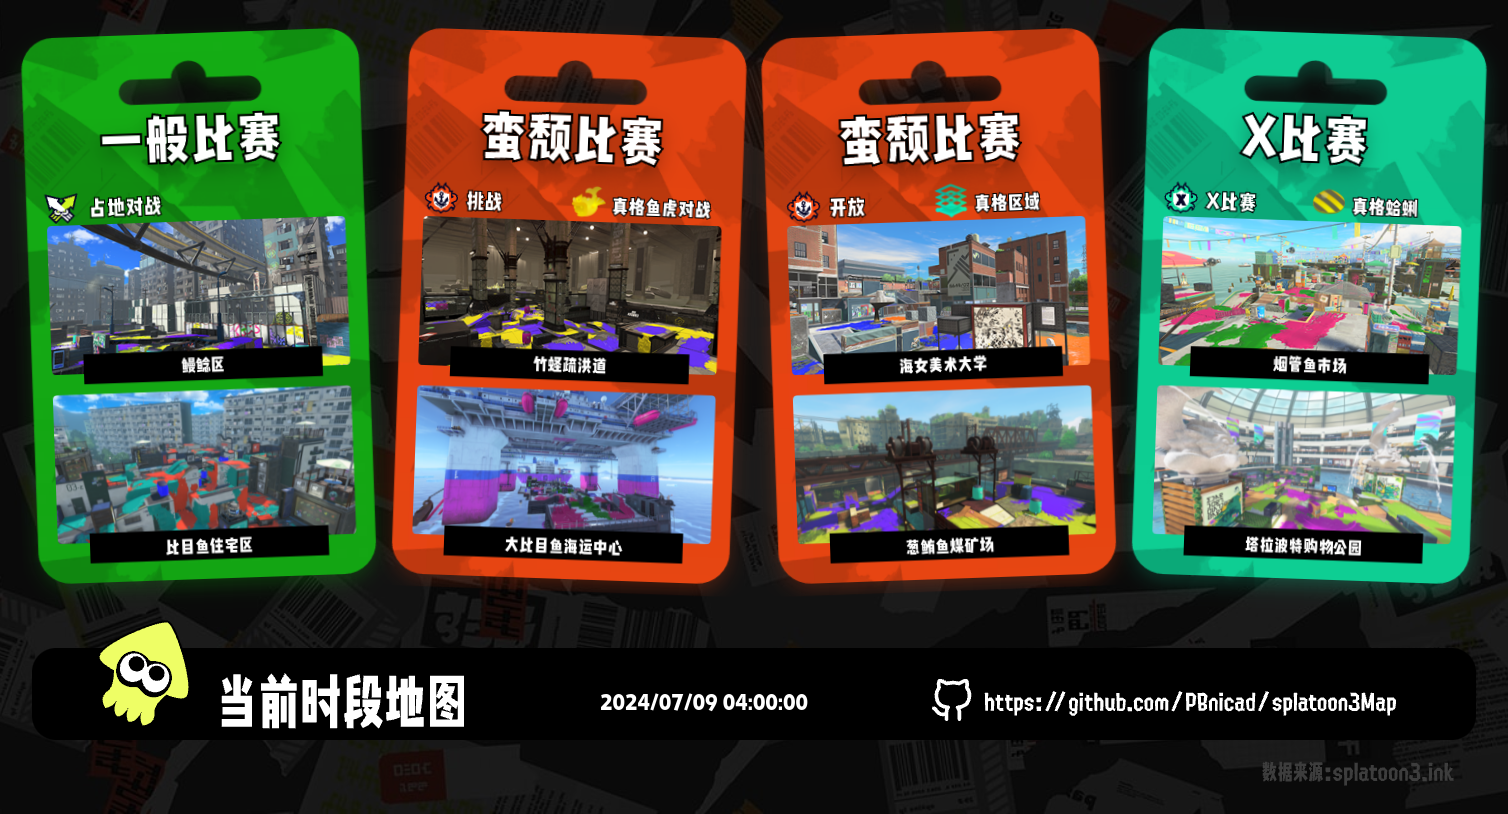 一般比赛
占地对战
鳗鲶区
比目鱼住宅区
蛮颓比赛
挑战
真格鱼虎对战
竹蛏疏洪道
大比目鱼海运中心
蛮颓比赛
开放
真格区域
海女美术大学
葱鲔鱼煤矿场
X比赛
X比赛
真格蛤蜊
烟管鱼市场
塔拉波特购物公园
当前时段地图
2024/07/09 04:00:00
https://github.com/PBnicad/splatoon3Map
数据来源:splatoon3.ink